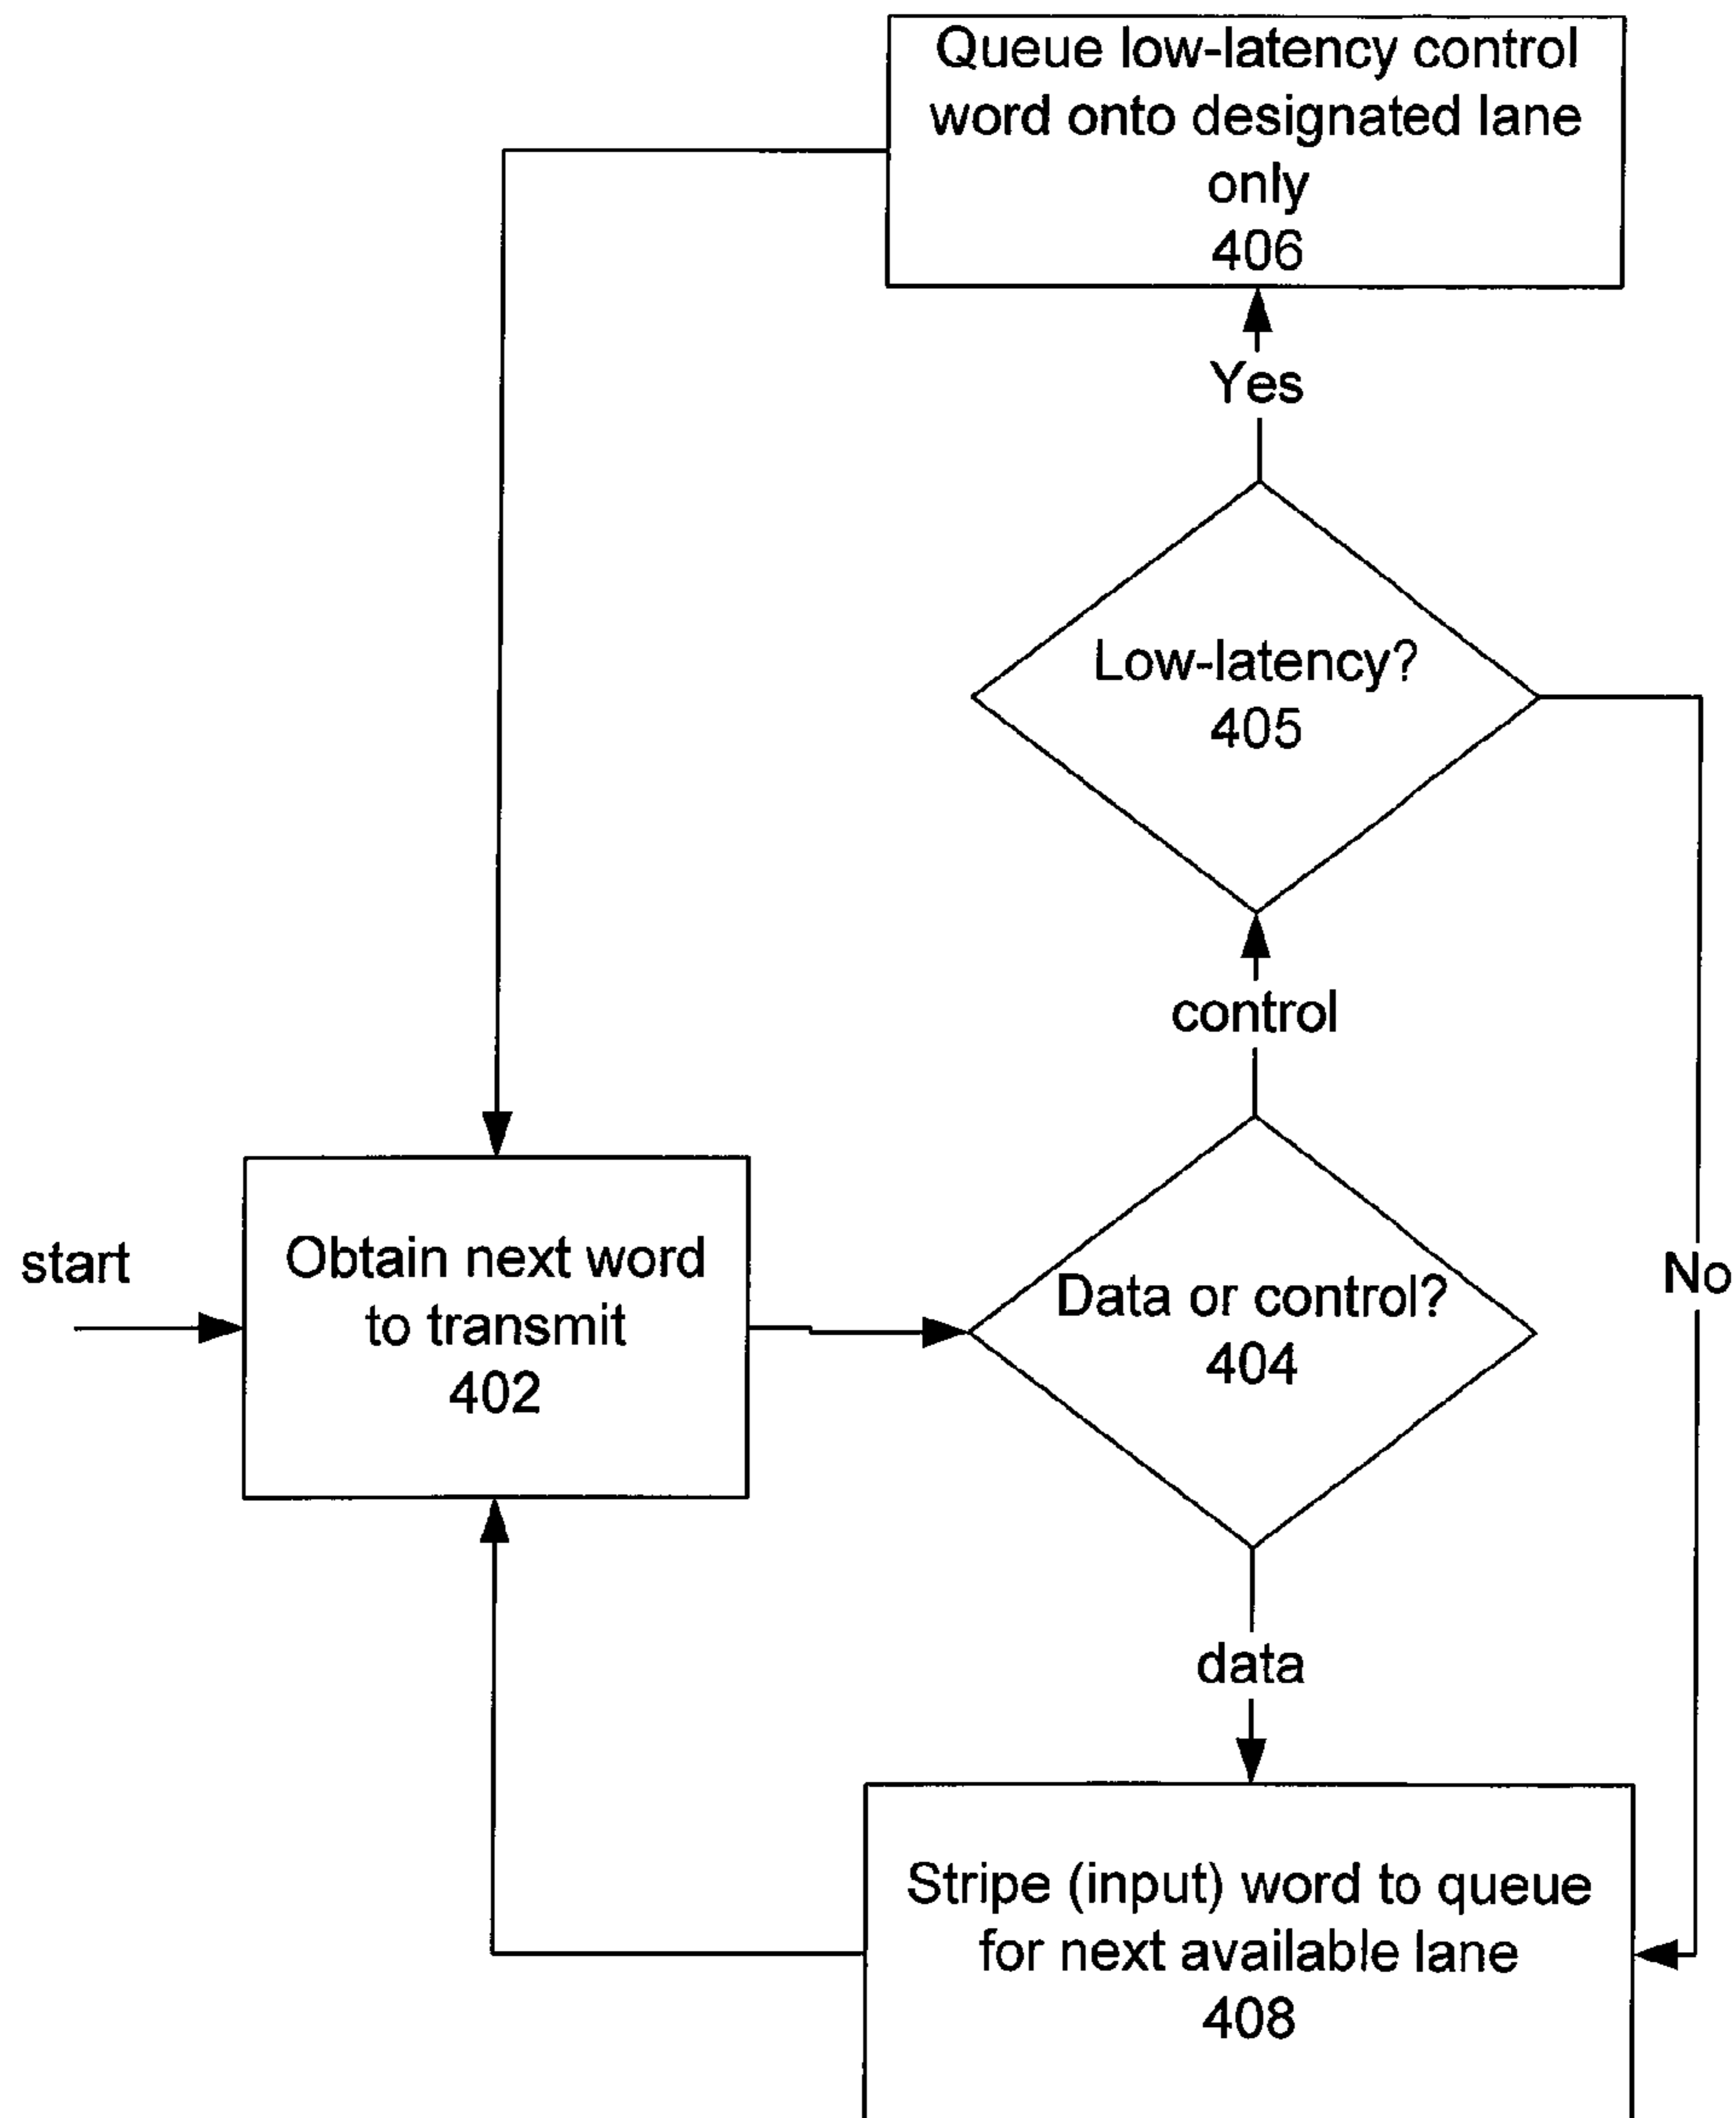 Queue low-latency control
word onto designated lane
only
406
Yes
Low-latency?
405
control
start
Obtain next word
to transmit
402
Data or control?
404
No
data
Stripe (input) word to queue
for next available lane
408